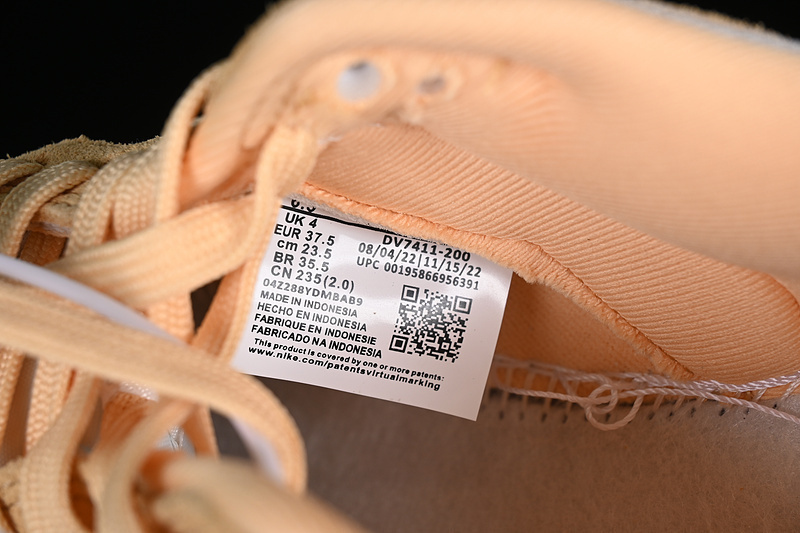 6.5
UK 4
EUR 37.5
cm 23.5
BR 35.5
CN 235(2.0)
DV7411-200
08/04/22|11/15/22
UPC 00195866956391
04Z288YDMBAB9
MADE IN INDONESIA
HECHO EN INDONESIA
FABRIQUE EN INDONESIE
FABRICADO NA INDONESIA
This product is covered by one or more patents:
www.nike.com/patentsvirtualmarking